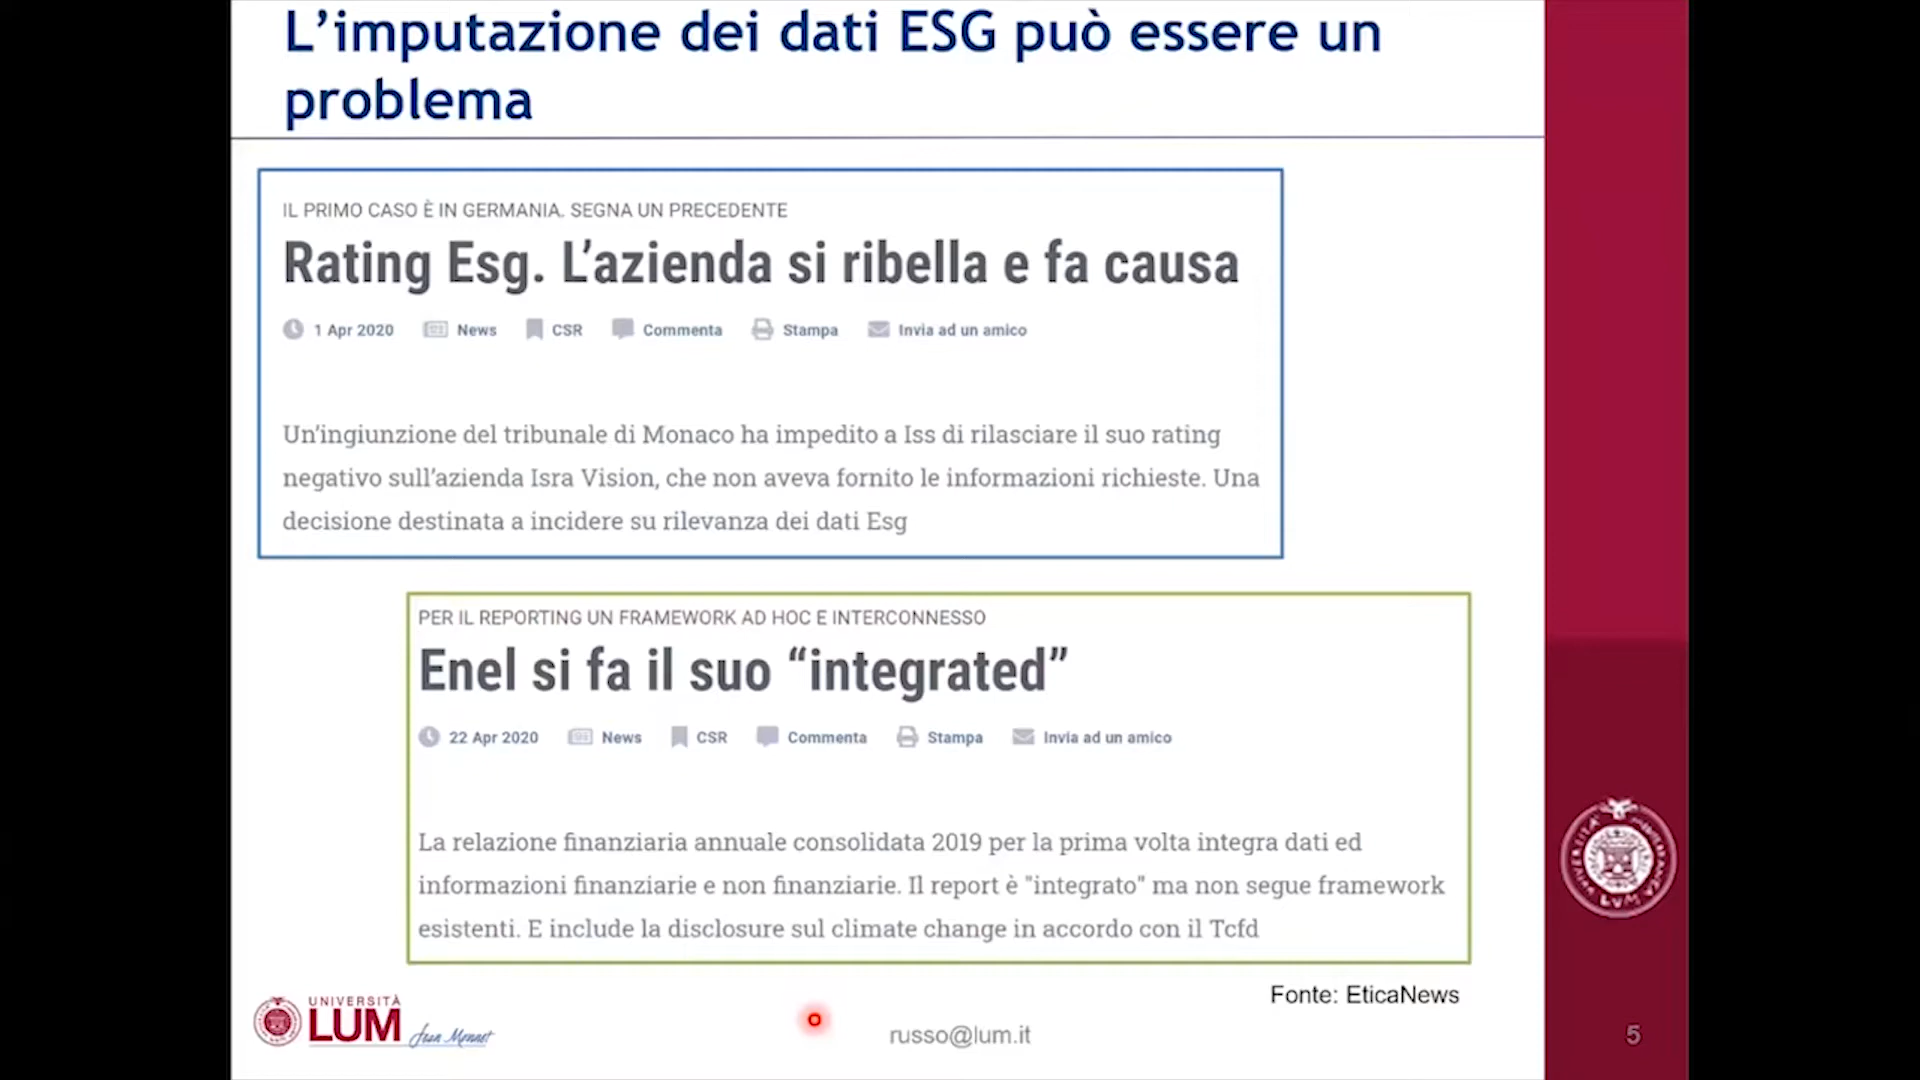 L’imputazione dei dati ESG può essere un
problema
IL PRIMO CASO È IN GERMANIA. SEGNA UN PRECEDENTE
Rating Esg. L’azienda si ribella e fa causa
1 Apr 2020 News CSR Commenta Stampa Invia ad un amico
Un’ingiunzione del tribunale di Monaco ha impedito a Iss di rilasciare il suo rating
negativo sull’azienda Isra Vision, che non aveva fornito le informazioni richieste. Una
decisione destinata a incidere su rilevanza dei dati Esg
PER IL REPORTING UN FRAMEWORK AD HOC E INTERCONNESSO
Enel si fa il suo “integrated”
22 Apr 2020 News CSR Commenta Stampa Invia ad un amico
La relazione finanziaria annuale consolidata 2019 per la prima volta integra dati ed
informazioni finanziarie e non finanziarie. Il report è "integrato" ma non segue framework
esistenti. E include la disclosure sul climate change in accordo con il Tcfd
Fonte: EticaNews
UNIVERSITÀ
LUM Jean Monnet
russo@lum.it
5